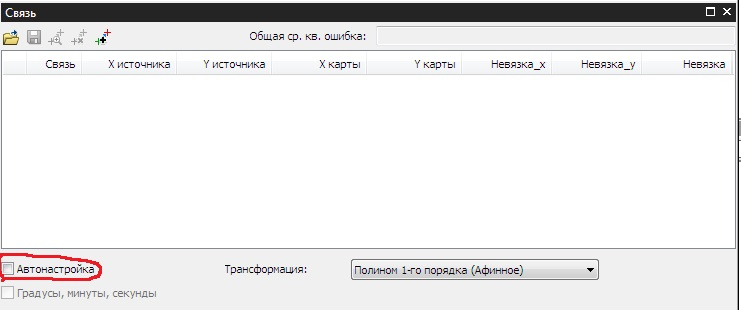 Связь
Общая ср. кв. ошибка:
Связь X источника Y источника X карты Y карты Невязка_x Невязка_y Невязка
Автонастройка Трансформация: Полином 1-го порядка (Афинное)
Градусы, минуты, секунды